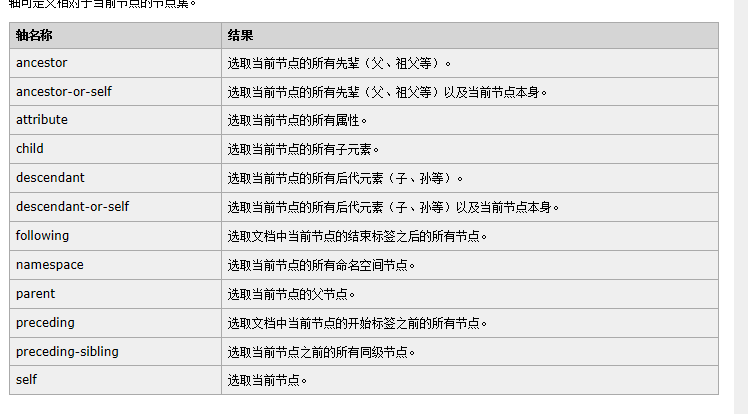 轴可定义相对于当前节点的节点集。
轴名称 结果
ancestor 选取当前节点的所有先辈（父、祖父等）。
ancestor-or-self 选取当前节点的所有先辈（父、祖父等）以及当前节点本身。
attribute 选取当前节点的所有属性。
child 选取当前节点的所有子元素。
descendant 选取当前节点的所有后代元素（子、孙等）。
descendant-or-self 选取当前节点的所有后代元素（子、孙等）以及当前节点本身。
following 选取文档中当前节点的结束标签之后的所有节点。
namespace 选取当前节点的所有命名空间节点。
parent 选取当前节点的父节点。
preceding 选取文档中当前节点的开始标签之前的所有节点。
preceding-sibling 选取当前节点之前的所有同级节点。
self 选取当前节点。